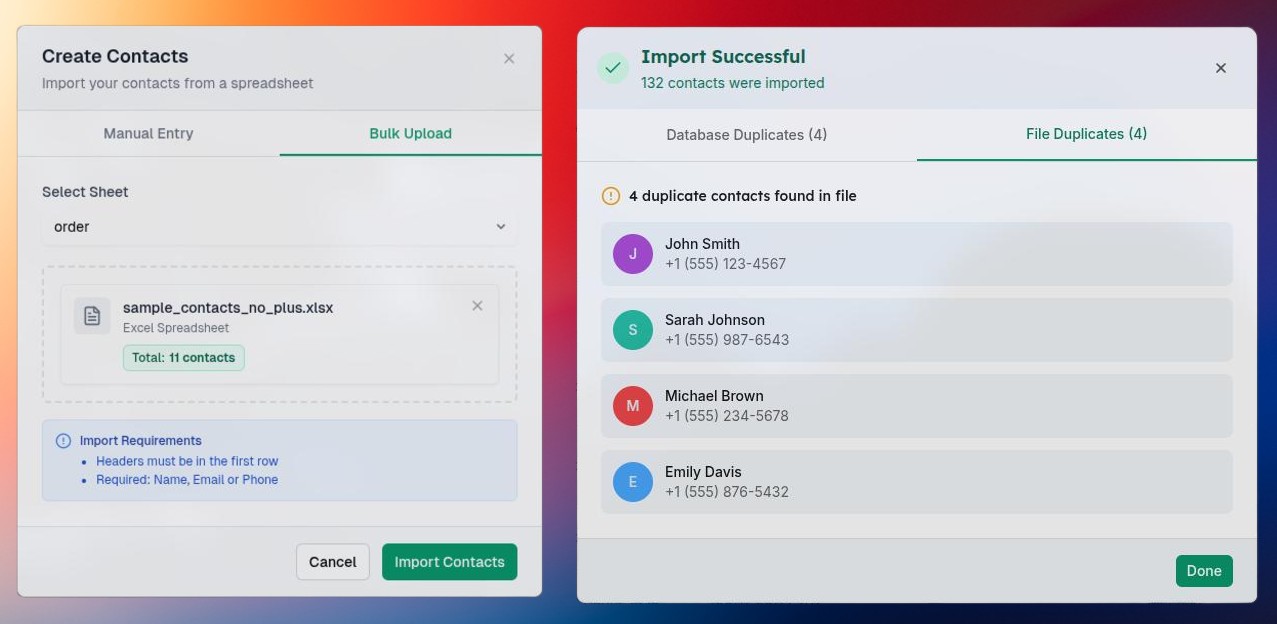 Create Contacts
Import your contacts from a spreadsheet
Manual Entry
Bulk Upload
Select Sheet
order
sample_contacts_no_plus.xlsx
Excel Spreadsheet
Total: 11 contacts
Import Requirements
• Headers must be in the first row
• Required: Name, Email or Phone
Cancel
Import Contacts
Import Successful
132 contacts were imported
Database Duplicates (4)
File Duplicates (4)
4 duplicate contacts found in file
J
John Smith
+1 (555) 123-4567
S
Sarah Johnson
+1 (555) 987-6543
M
Michael Brown
+1 (555) 234-5678
E
Emily Davis
+1 (555) 876-5432
Done